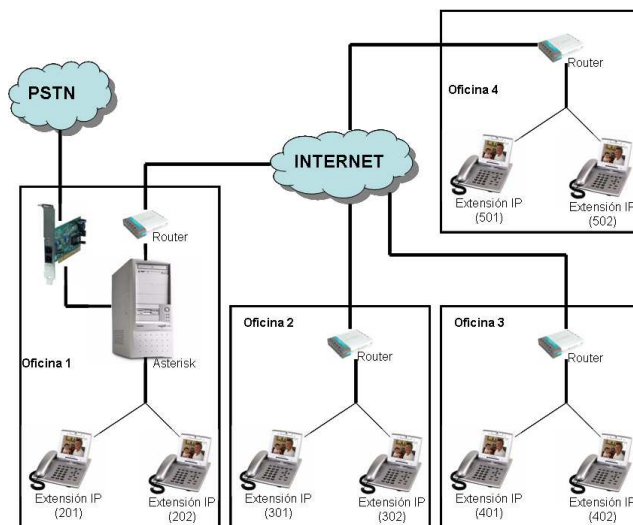 PSTN
INTERNET
Oficina 4
Router
Extensión IP
(501)
Extensión IP
(502)
Router
Oficina 1
Asterisk
Extensión IP
(201)
Extensión IP
(202)
Oficina 2
Router
Extensión IP
(301)
Extensión IP
(302)
Oficina 3
Router
Extensión IP
(401)
Extensión IP
(402)